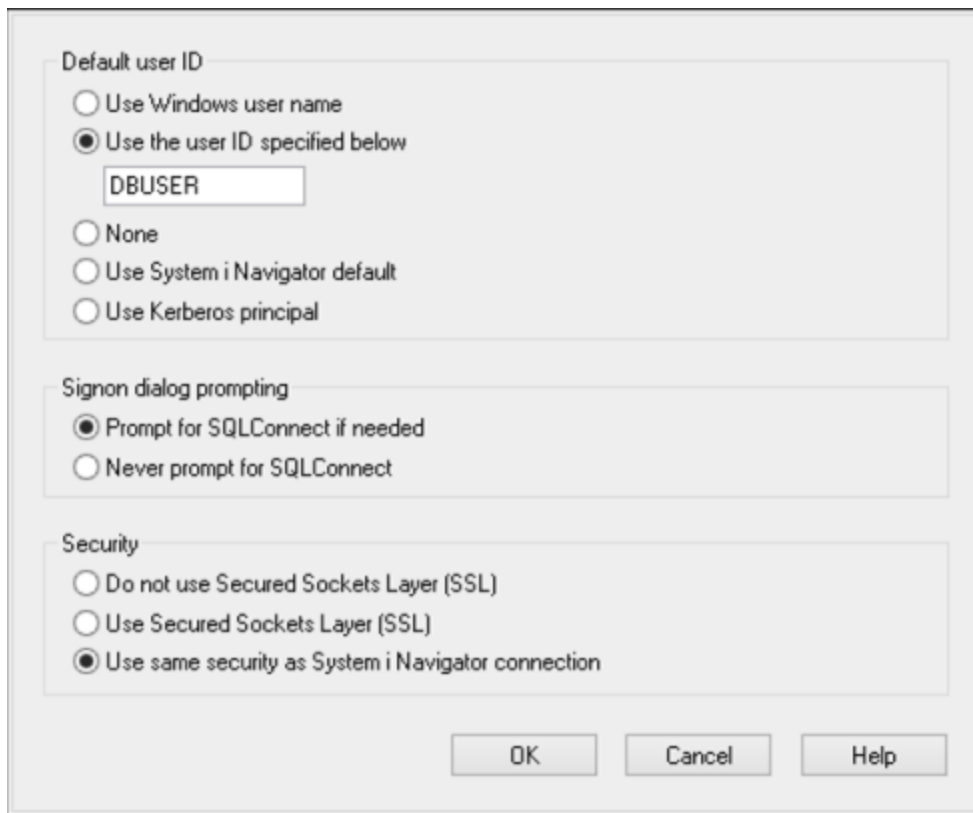 Default user ID
Use Windows user name
Use the user ID specified below
DBUSER
None
Use System i Navigator default
Use Kerberos principal
Signon dialog prompting
Prompt for SQLConnect if needed
Never prompt for SQLConnect
Security
Do not use Secured Sockets Layer (SSL)
Use Secured Sockets Layer (SSL)
Use same security as System i Navigator connection
OK Cancel Help